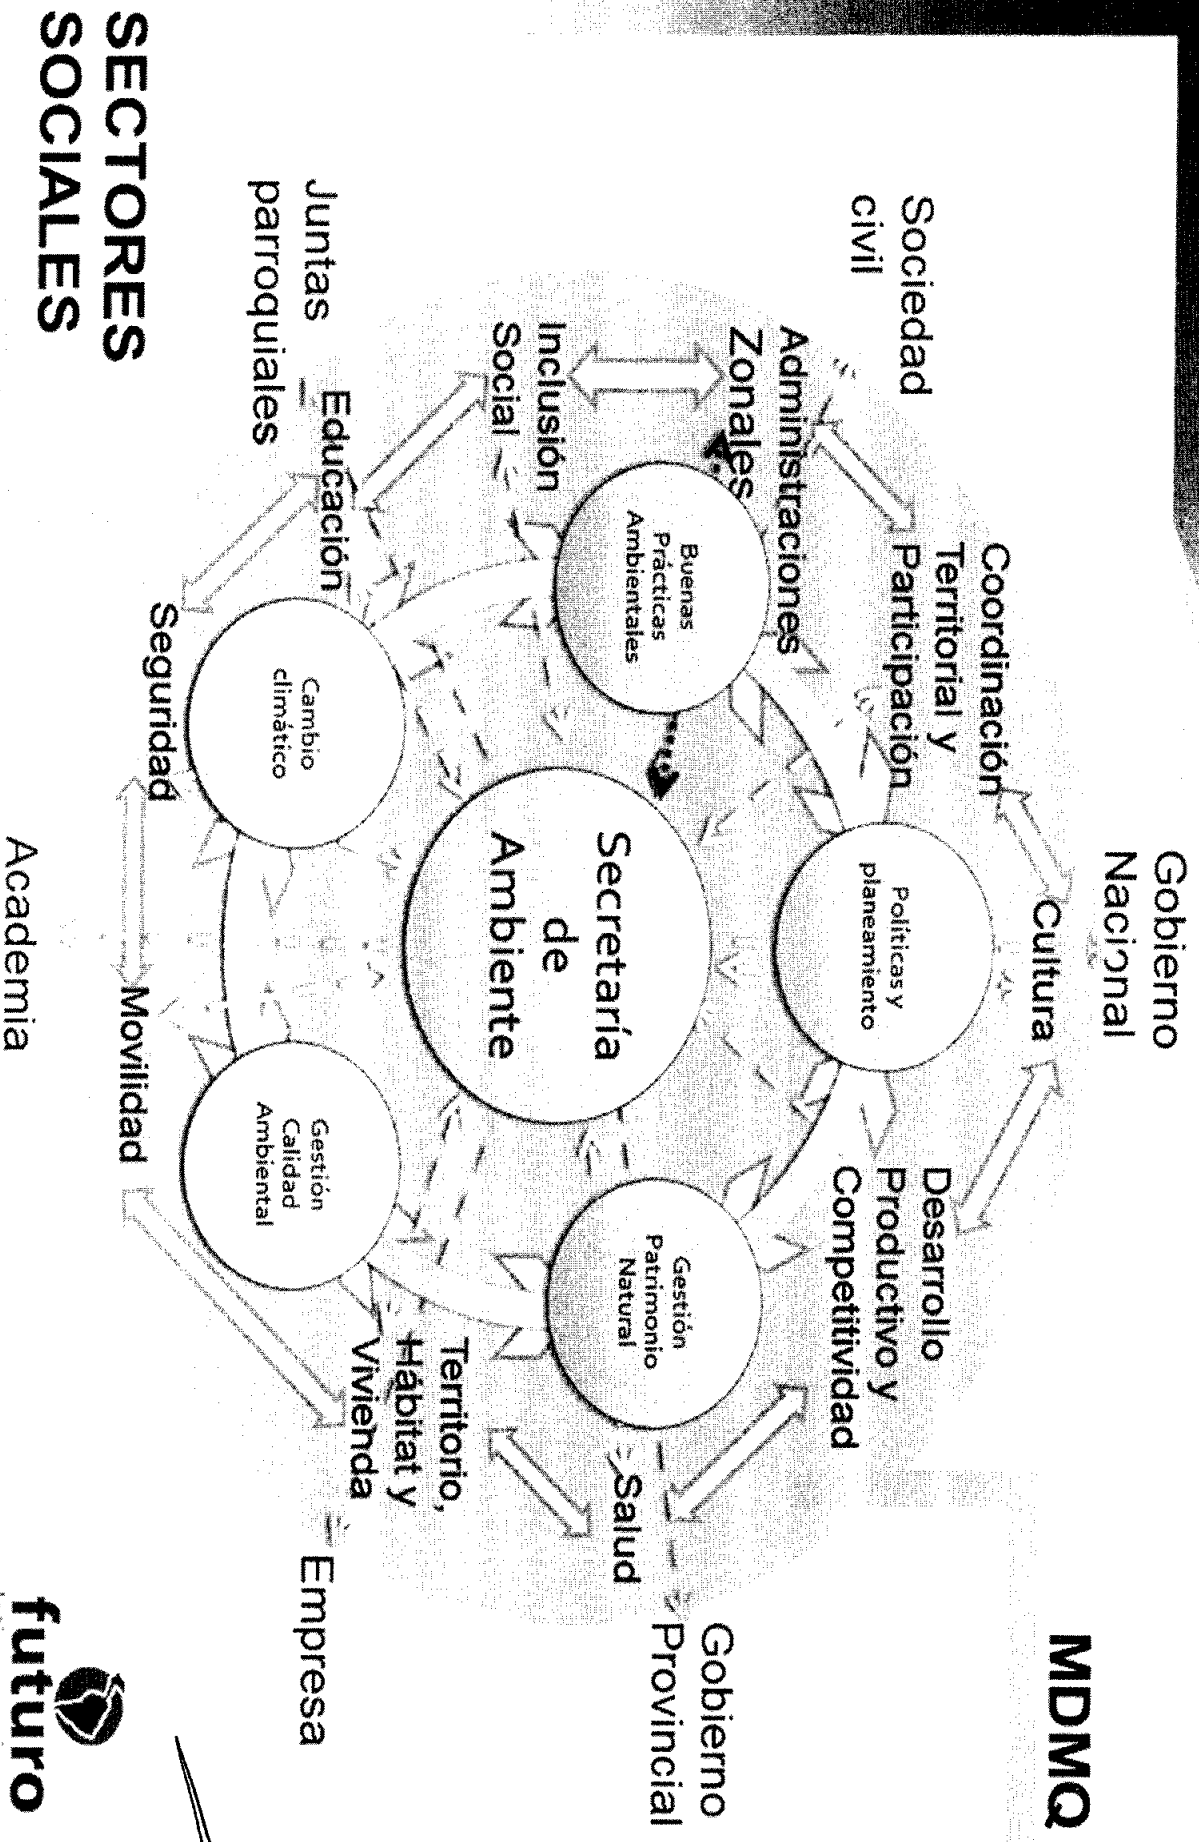 MDMQ
Gobierno
Nacional
Cultura
Coordinación
Territorial y
Participación
Desarrollo
Productivo y
Competitividad
Sociedad
civil
Administraciones
Zonales
Políticas y
planeamiento
Gobierno
Provincial
Salud
Buenas
Prácticas
Ambientales
Gestión
Patrimonio
Natural
Secretaría
de
Ambiente
Inclusión
Social
Territorio,
Hábitat y
Vivienda
Juntas
parroquiales
Educación
Cambio
climático
Gestión
Calidad
Ambiental
Empresa
Seguridad
Movilidad
SECTORES
SOCIALES
Academia
futuro